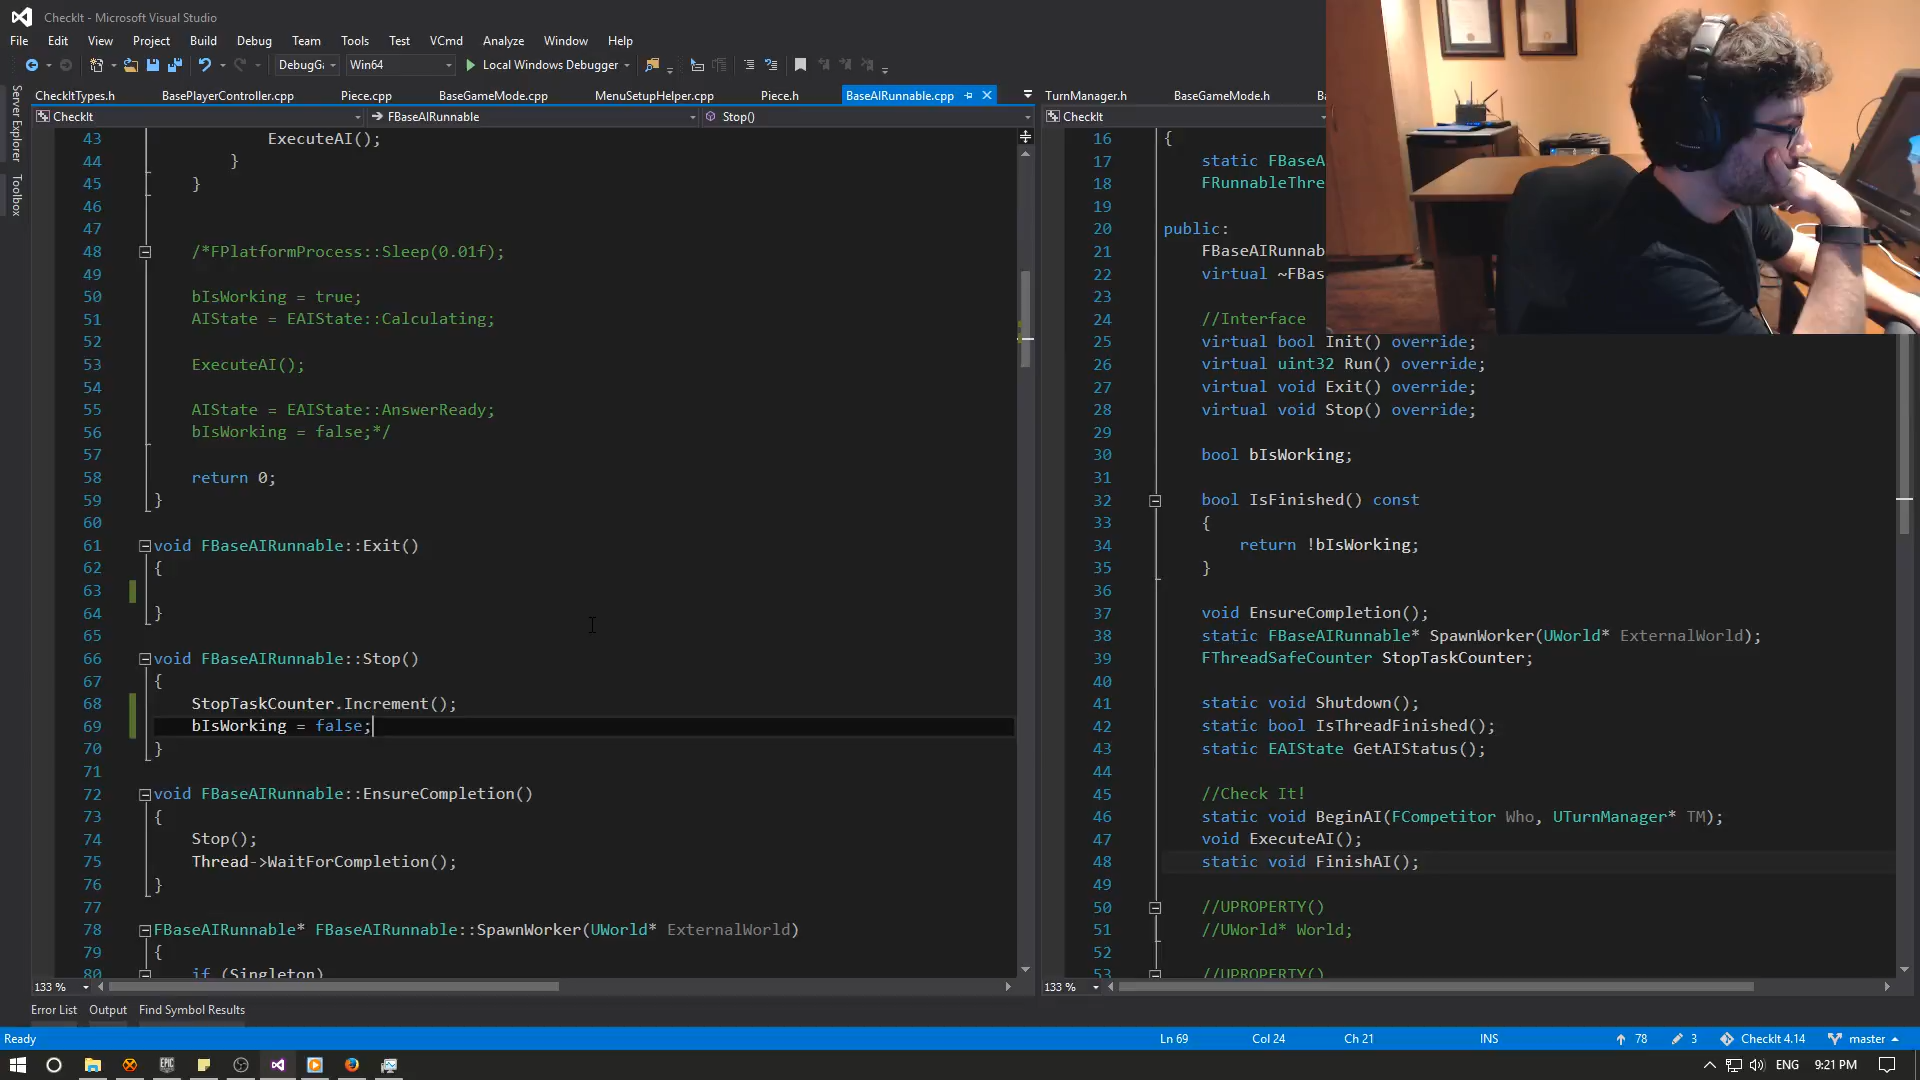 CheckIt - Microsoft Visual Studio
File Edit View Project Build Debug Team Tools Test VCmd Analyze Window Help
DebugG Win64 Local Windows Debugger
Server Explorer
Toolbox
CheckItTypes.h BasePlayerController.cpp Piece.cpp BaseGameMode.cpp MenuSetupHelper.cpp Piece.h BaseAIRunnable.cpp
CheckIt FBaseAIRunnable Stop()
43 ExecuteAI();
44 }
45 }
46
47
48 /*FPlatformProcess::Sleep(0.01f);
49
50 bIsWorking = true;
51 AIState = EAIState::Calculating;
52
53 ExecuteAI();
54
55 AIState = EAIState::AnswerReady;
56 bIsWorking = false;*/
57
58 return 0;
59 }
60
61 void FBaseAIRunnable::Exit()
62 {
63
64 }
65
66 void FBaseAIRunnable::Stop()
67 {
68 StopTaskCounter.Increment();
69 bIsWorking = false;
70 }
71
72 void FBaseAIRunnable::EnsureCompletion()
73 {
74 Stop();
75 Thread->WaitForCompletion();
76 }
77
78 FBaseAIRunnable* FBaseAIRunnable::SpawnWorker(UWorld* ExternalWorld)
79 {
80 if (Singleton)
133 %
TurnManager.h BaseGameMode.h
CheckIt
16 {
17 static FBaseA
18 FRunnableThre
19
20 public:
21 FBaseAIRunnab
22 virtual ~FBas
23
24 //Interface
25 virtual bool Init() override;
26 virtual uint32 Run() override;
27 virtual void Exit() override;
28 virtual void Stop() override;
29
30 bool bIsWorking;
31
32 bool IsFinished() const
33 {
34 return !bIsWorking;
35 }
36
37 void EnsureCompletion();
38 static FBaseAIRunnable* SpawnWorker(UWorld* ExternalWorld);
39 FThreadSafeCounter StopTaskCounter;
40
41 static void Shutdown();
42 static bool IsThreadFinished();
43 static EAIState GetAIStatus();
44
45 //Check It!
46 static void BeginAI(FCompetitor Who, UTurnManager* TM);
47 void ExecuteAI();
48 static void FinishAI();
49
50 //UPROPERTY()
51 //UWorld* World;
52
53 //UPROPERTY()
133 %
Error List Output Find Symbol Results
Ready Ln 69 Col 24 Ch 21 INS 78 3 CheckIt 4.14 master
EPIC
ENG 9:21 PM